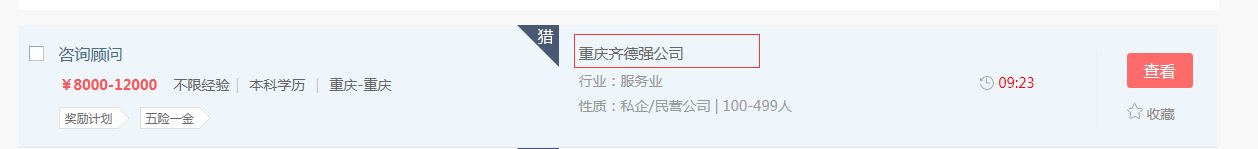 咨询顾问
¥8000-12000 不限经验 | 本科学历 | 重庆-重庆
奖励计划 五险一金
猎
重庆齐德强公司
行业：服务业
性质：私企/民营公司 | 100-499人
09:23
查看
收藏